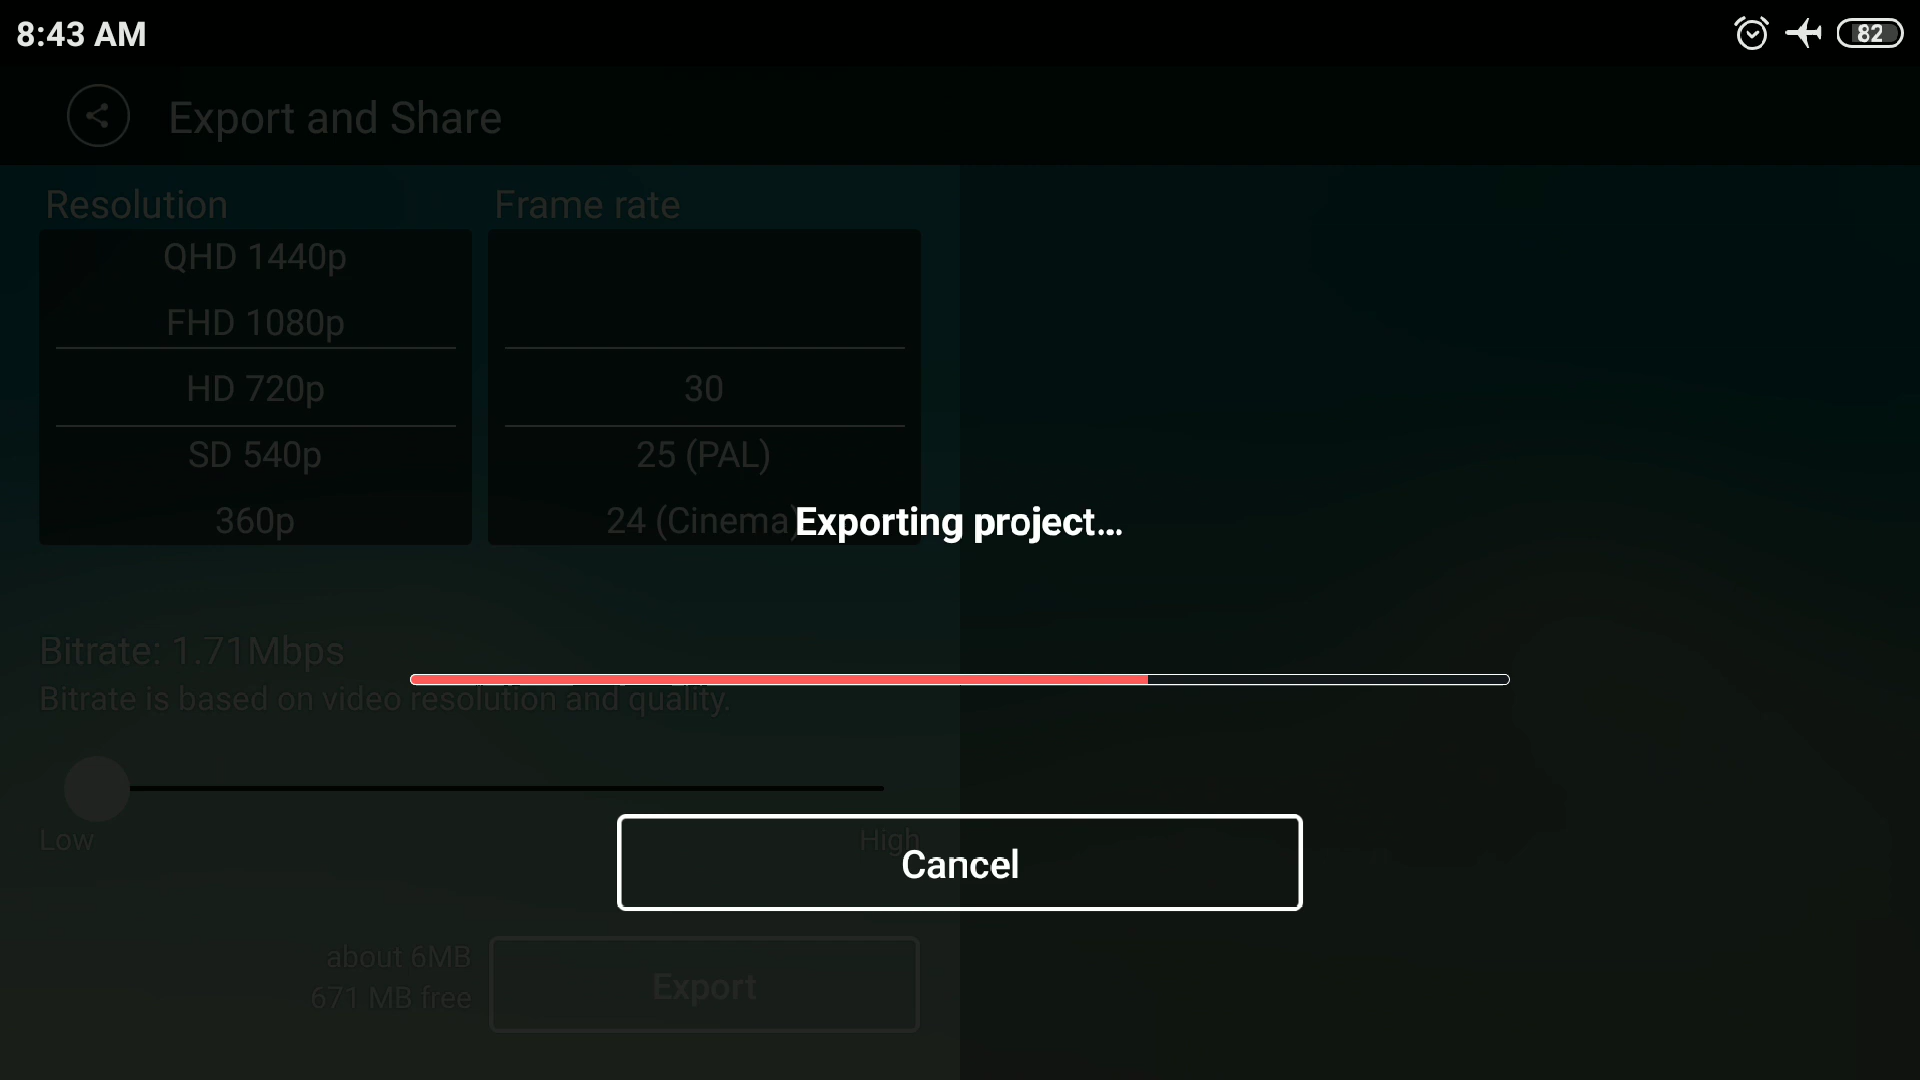 8:43 AM
82
Export and Share
Resolution
Frame rate
QHD 1440p
FHD 1080p
HD 720p
30
SD 540p
25 (PAL)
360p
24 (Cinema)
Exporting project...
Bitrate: 1.71Mbps
Bitrate is based on video resolution and quality.
Low
High
Cancel
about 6MB
671 MB free
Export